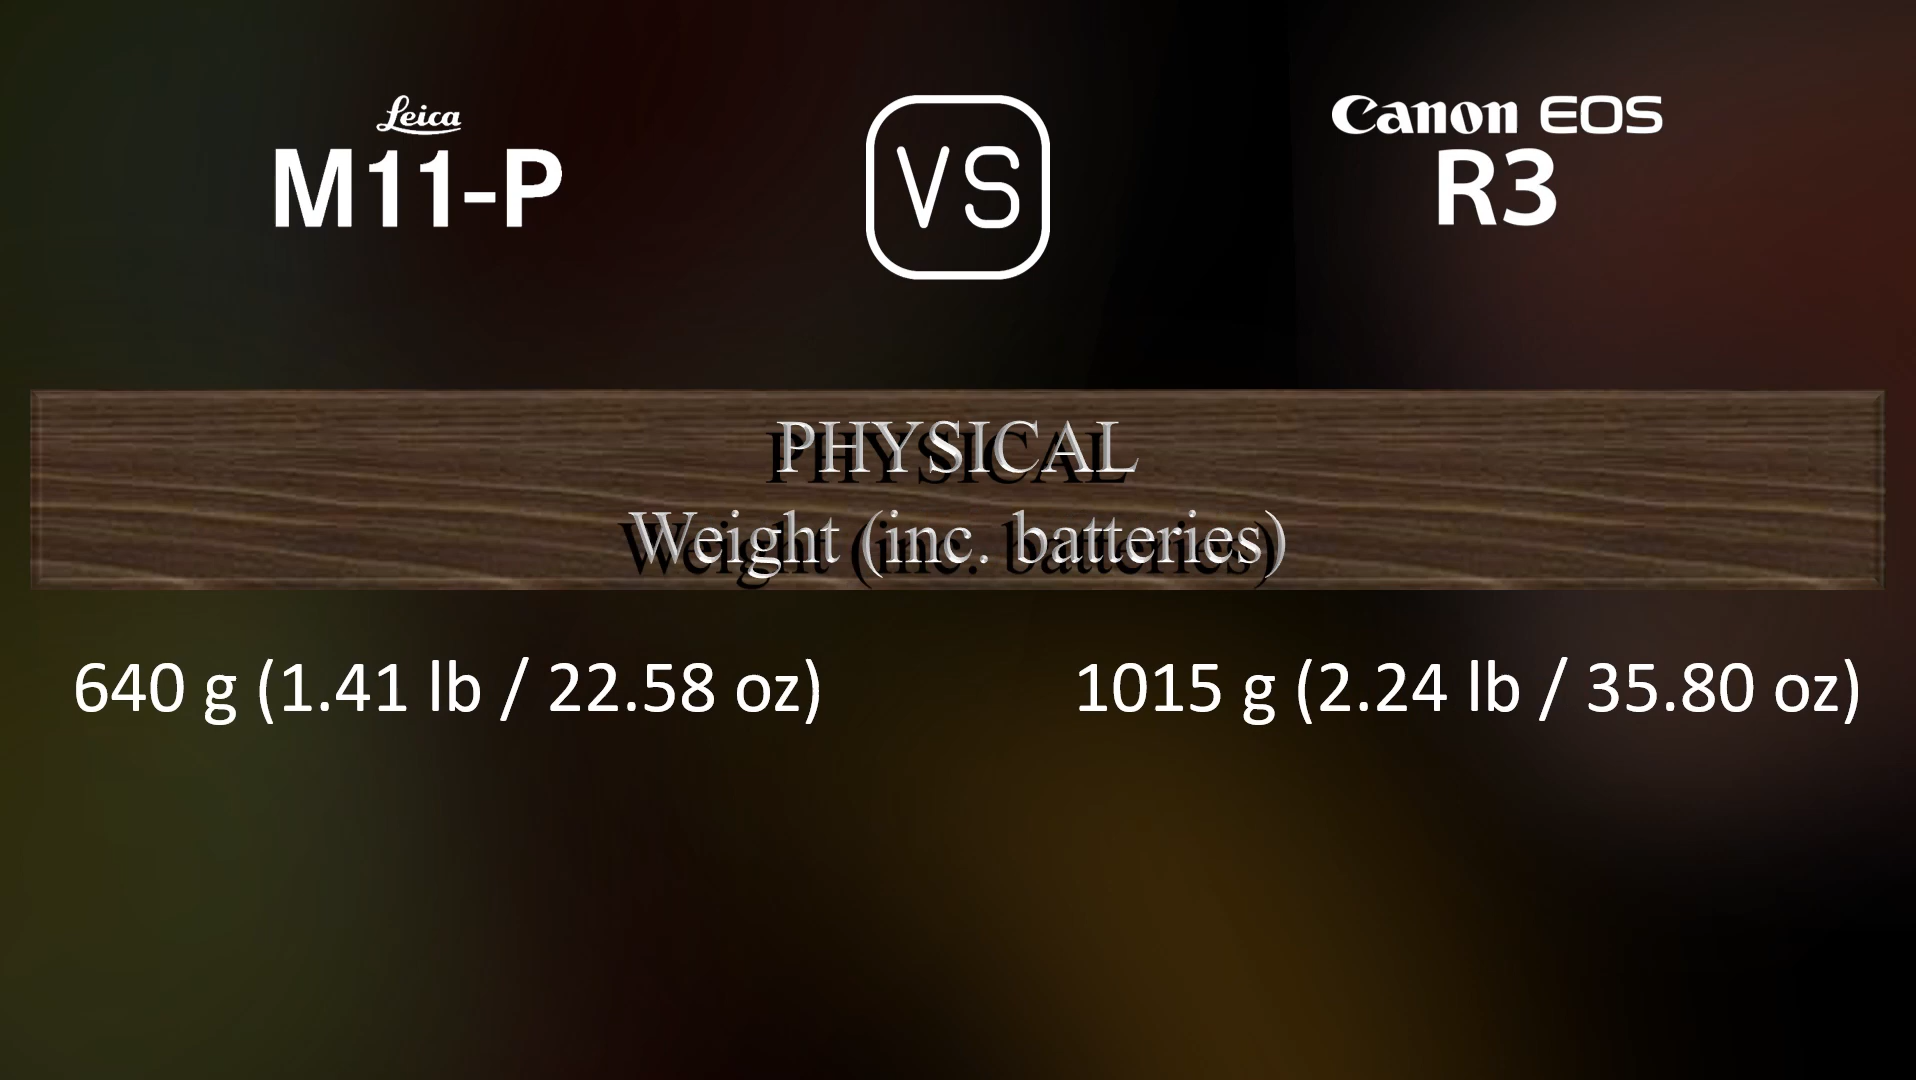 Leica
M11-P
VS
Canon EOS
R3
PHYSICAL
Weight (inc. batteries)
640 g (1.41 lb / 22.58 oz)
1015 g (2.24 lb / 35.80 oz)